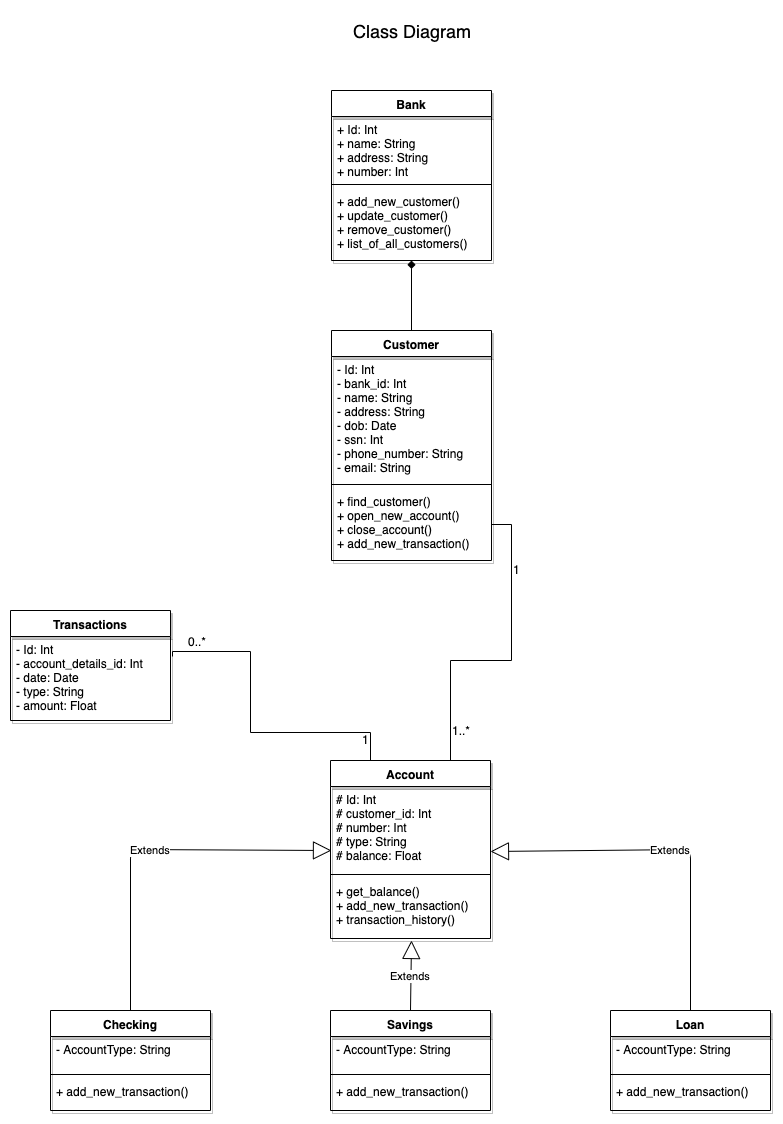 Class Diagram
Bank
+ Id: Int
+ name: String
+ address: String
+ number: Int
+ add_new_customer()
+ update_customer()
+ remove_customer()
+ list_of_all_customers()
Customer
- Id: Int
- bank_id: Int
- name: String
- address: String
- dob: Date
- ssn: Int
- phone_number: String
- email: String
+ find_customer()
+ open_new_account()
+ close_account()
+ add_new_transaction()
1
Transactions
- Id: Int
- account_details_id: Int
- date: Date
- type: String
- amount: Float
0..*
1
1..*
Account
# Id: Int
# customer_id: Int
# number: Int
# type: String
# balance: Float
+ get_balance()
+ add_new_transaction()
+ transaction_history()
Extends
Extends
Extends
Checking
- AccountType: String
+ add_new_transaction()
Savings
- AccountType: String
+ add_new_transaction()
Loan
- AccountType: String
+ add_new_transaction()